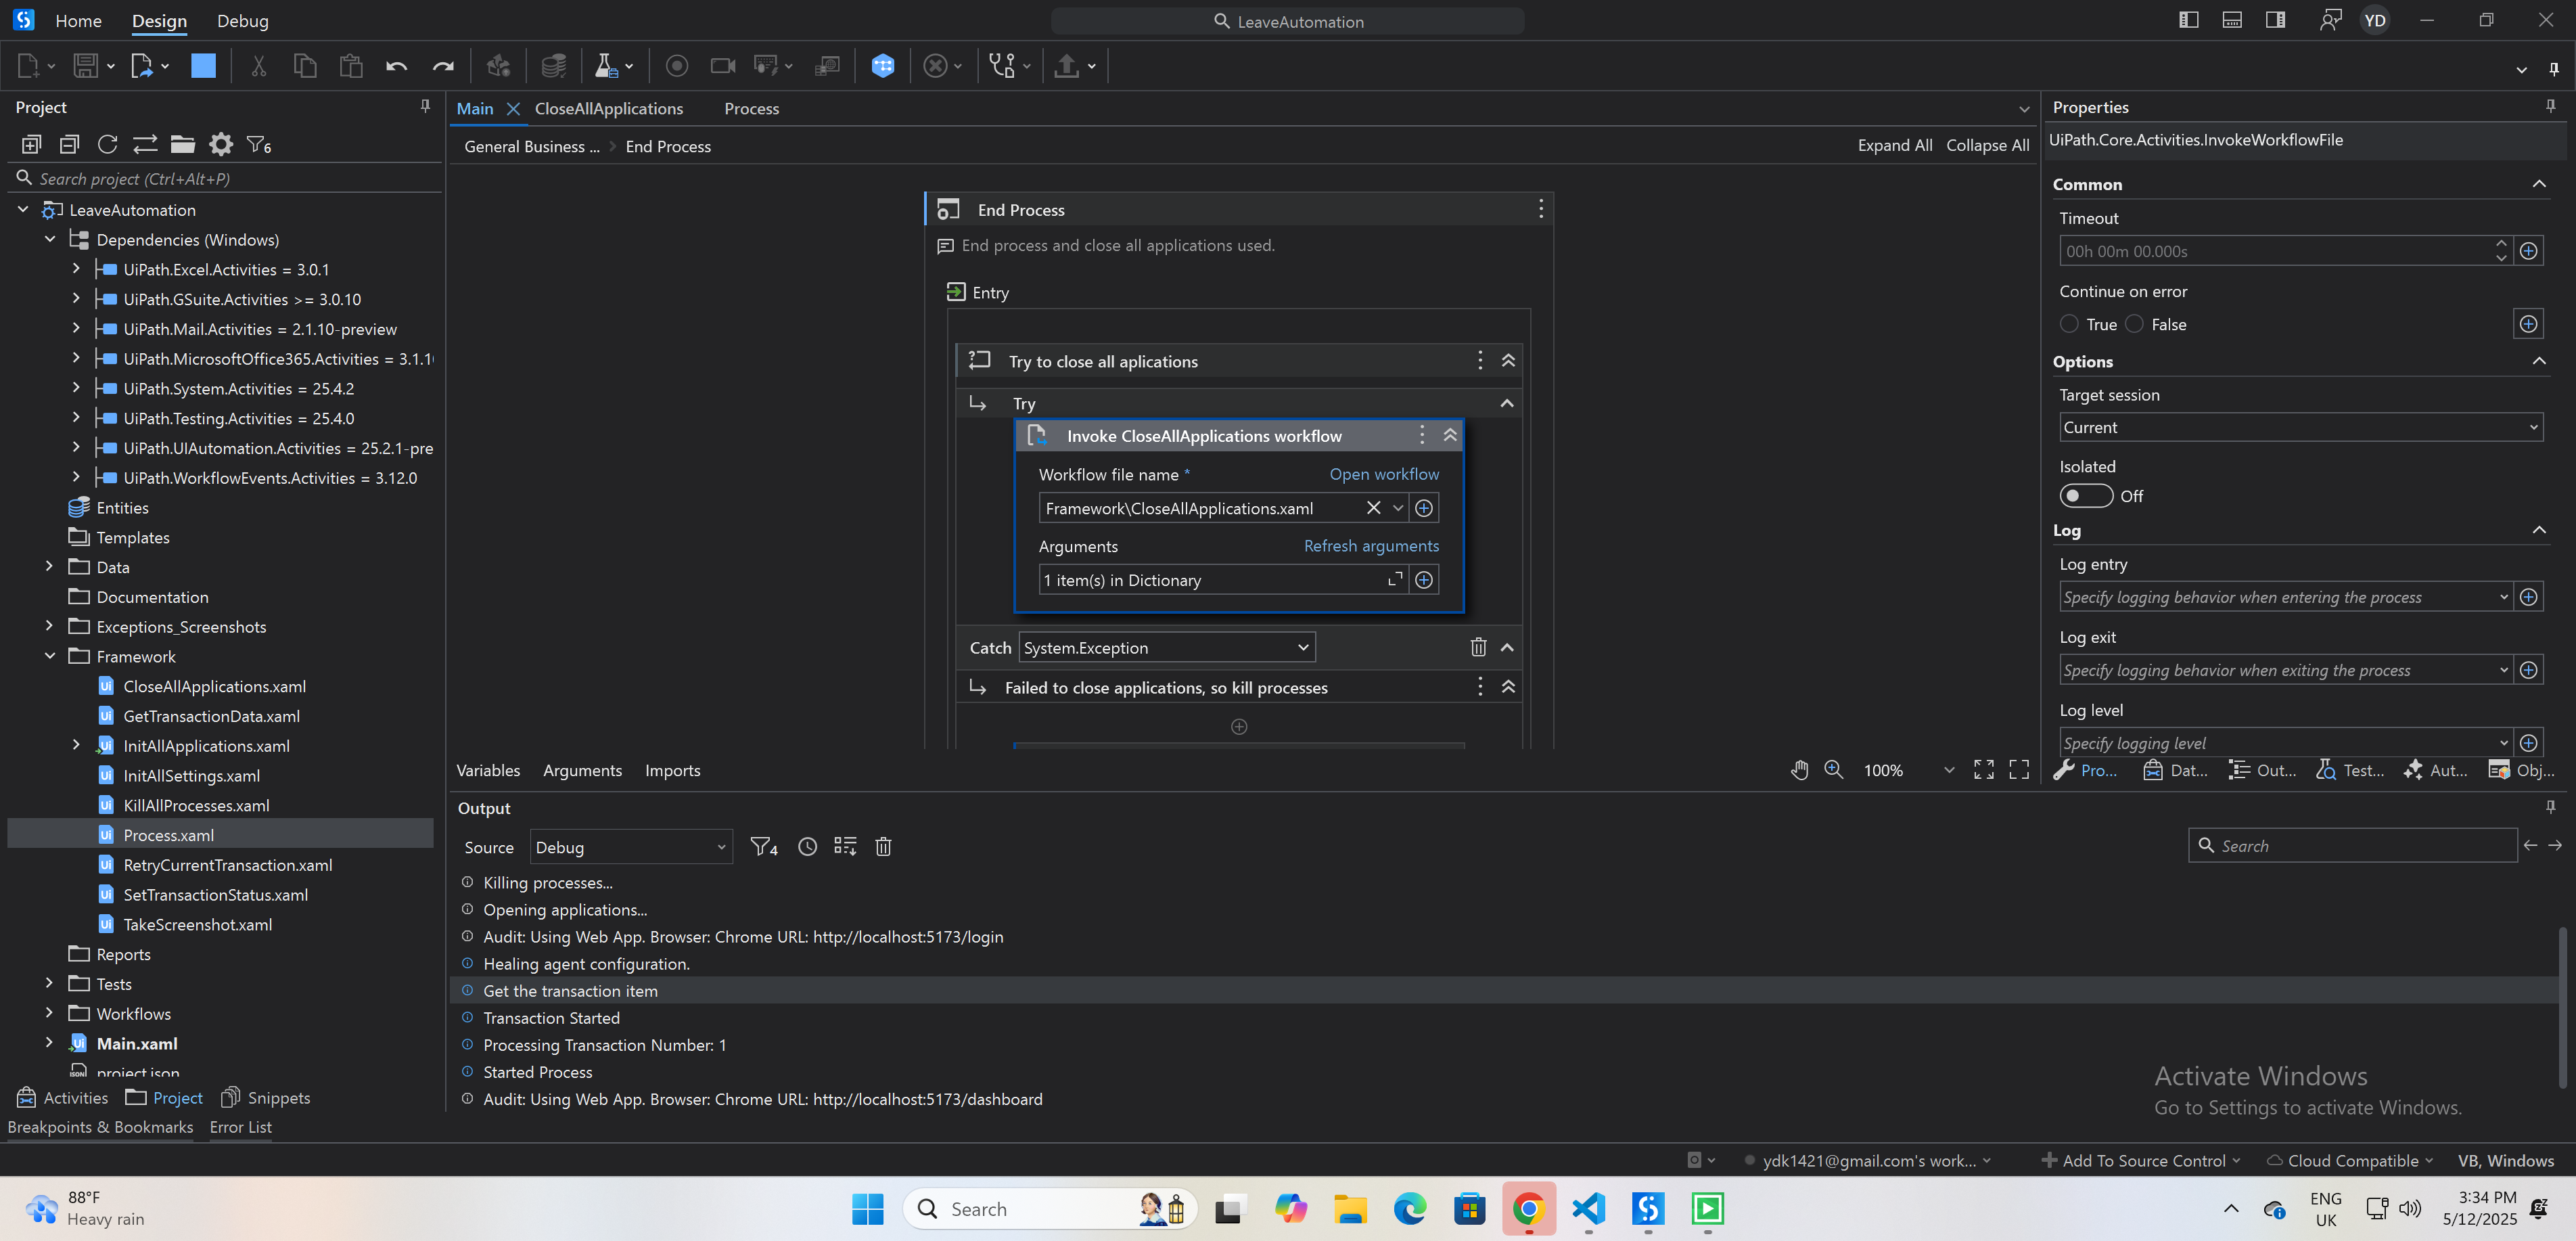 Home
Design
Debug
LeaveAutomation
YD
Project
Search project (Ctrl+Alt+P)
LeaveAutomation
Dependencies (Windows)
UiPath.Excel.Activities = 3.0.1
UiPath.GSuite.Activities >= 3.0.10
UiPath.Mail.Activities = 2.1.10-preview
UiPath.MicrosoftOffice365.Activities = 3.1.1
UiPath.System.Activities = 25.4.2
UiPath.Testing.Activities = 25.4.0
UiPath.UIAutomation.Activities = 25.2.1-pre
UiPath.WorkflowEvents.Activities = 3.12.0
Entities
Templates
Data
Documentation
Exceptions_Screenshots
Framework
CloseAllApplications.xaml
GetTransactionData.xaml
InitAllApplications.xaml
InitAllSettings.xaml
KillAllProcesses.xaml
Process.xaml
RetryCurrentTransaction.xaml
SetTransactionStatus.xaml
TakeScreenshot.xaml
Reports
Tests
Workflows
Main.xaml
project.json
Activities
Project
Snippets
Breakpoints & Bookmarks
Error List
Main
CloseAllApplications
Process
General Business ...
End Process
Expand All
Collapse All
End Process
End process and close all applications used.
Entry
Try to close all aplications
Try
Invoke CloseAllApplications workflow
Workflow file name *
Open workflow
Framework\CloseAllApplications.xaml
Arguments
Refresh arguments
1 item(s) in Dictionary
Catch
System.Exception
Failed to close applications, so kill processes
Variables
Arguments
Imports
100%
Output
Source
Debug
4
Search
Killing processes...
Opening applications...
Audit: Using Web App. Browser: Chrome URL: http://localhost:5173/login
Healing agent configuration.
Get the transaction item
Transaction Started
Processing Transaction Number: 1
Started Process
Audit: Using Web App. Browser: Chrome URL: http://localhost:5173/dashboard
Properties
UiPath.Core.Activities.InvokeWorkflowFile
Common
Timeout
00h 00m 00.000s
Continue on error
True
False
Options
Target session
Current
Isolated
Off
Log
Log entry
Specify logging behavior when entering the process
Log exit
Specify logging behavior when exiting the process
Log level
Specify logging level
Pro...
Dat...
Out...
Test...
Aut...
Obj...
Activate Windows
Go to Settings to activate Windows.
ydk1421@gmail.com's work...
Add To Source Control
Cloud Compatible
VB, Windows
88°F
Heavy rain
Search
ENG
UK
3:34 PM
5/12/2025